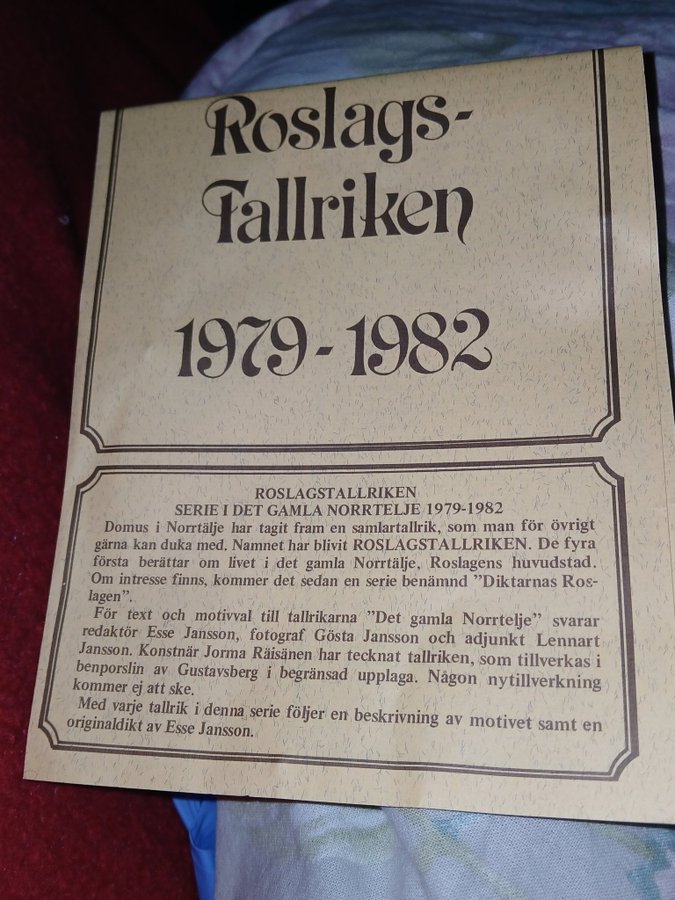 Roslags-
Tallriken
1979-1982
ROSLAGSTALLRIKEN
SERIE I DET GAMLA NORRTELJE 1979-1982
Domus i Norrtälje har tagit fram en samlartallrik, som man för övrigt
gärna kan duka med. Namnet har blivit ROSLAGSTALLRIKEN. De fyra
första berättar om livet i det gamla Norrtälje, Roslagens huvudstad.
Om intresse finns, kommer det sedan en serie benämnd "Diktarnas Ros-
lagen".
För text och motivval till tallrikarna "Det gamla Norrtelje" svarar
redaktör Esse Jansson, fotograf Gösta Jansson och adjunkt Lennart
Jansson. Konstnär Jorma Räisänen har tecknat tallriken, som tillverkas i
benporslin av Gustavsberg i begränsad upplaga. Någon nytillverkning
kommer ej att ske.
Med varje tallrik i denna serie följer en beskrivning av motivet samt en
originaldikt av Esse Jansson.